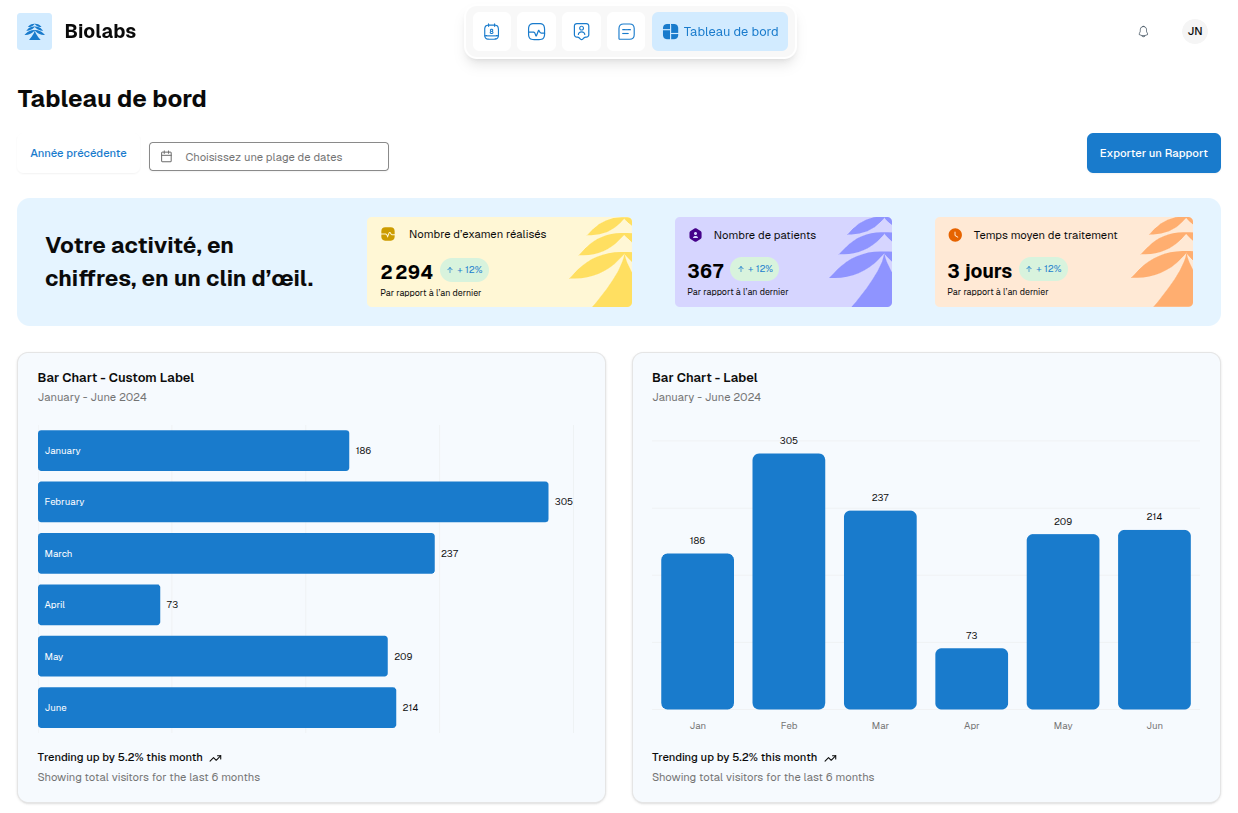 Biolabs
8
Tableau de bord
JN
Tableau de bord
Année précédente
Choisissez une plage de dates
Exporter un Rapport
Votre activité, en
chiffres, en un clin d’œil.
Nombre d’examen réalisés
2 294
+ 12%
Par rapport à l’an dernier
Nombre de patients
367
+ 12%
Par rapport à l’an dernier
Temps moyen de traitement
3 jours
+ 12%
Par rapport à l’an dernier
Bar Chart - Custom Label
January - June 2024
January
186
February
305
March
237
April
73
May
209
June
214
Trending up by 5.2% this month
Showing total visitors for the last 6 months
Bar Chart - Label
January - June 2024
186
305
237
73
209
214
Jan
Feb
Mar
Apr
May
Jun
Trending up by 5.2% this month
Showing total visitors for the last 6 months